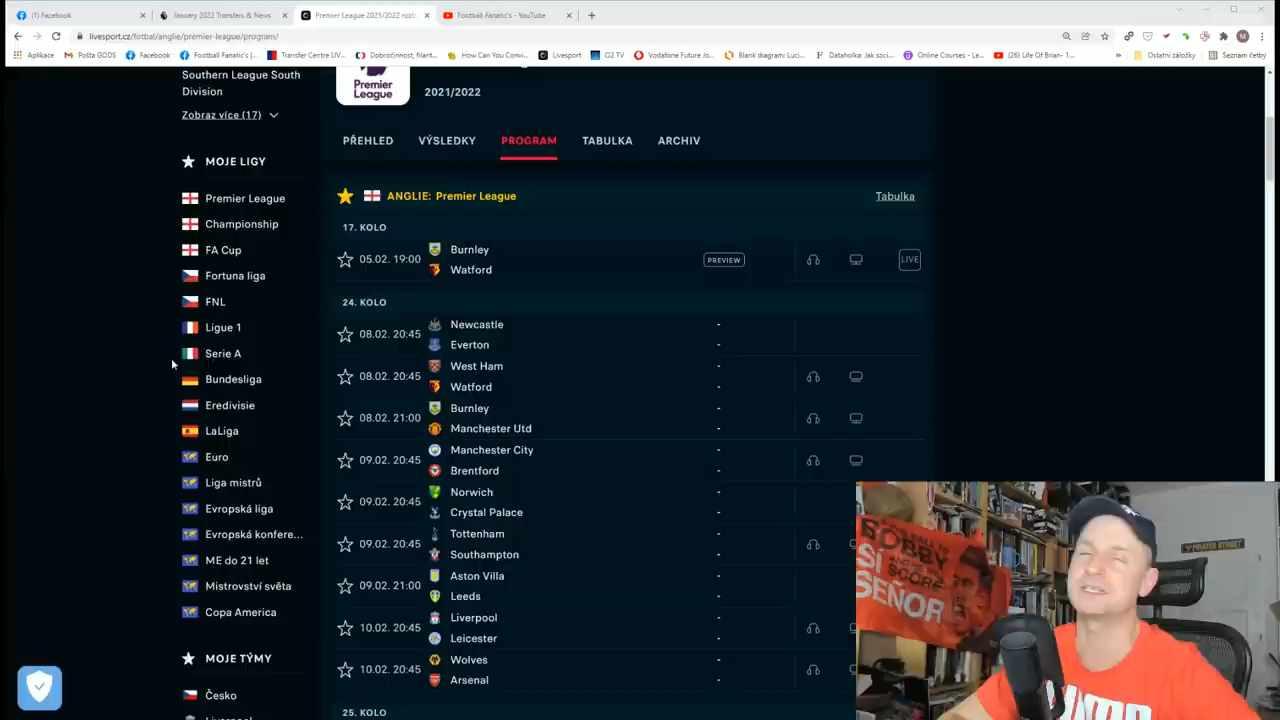 (1) Facebook
January 2022 Transfers & News
Premier League 2021/2022 rozl
Football Fanatic's - YouTube
livesport.cz/fotbal/anglie/premier-league/program/
Aplikace
Pošta GODS
Facebook
Football Fanatic's (...
Transfer Centre LIV...
Dobročinnost, filant...
How Can You Convi...
Livesport
O2 TV
Vodafone Future Jo...
Blank diagram: Luci...
Dataholka: Jak soci...
Online Courses - Le...
(26) Life Of Brian - 1...
»
Ostatní záložky
Seznam četby
M
Southern League South
Division
Zobraz více (17)
MOJE LIGY
Premier League
Championship
FA Cup
Fortuna liga
FNL
Ligue 1
Serie A
Bundesliga
Eredivisie
LaLiga
Euro
Liga mistrů
Evropská liga
Evropská konfere...
ME do 21 let
Mistrovství světa
Copa America
MOJE TÝMY
Česko
Liverpool
Premier
League
2021/2022
PŘEHLED VÝSLEDKY PROGRAM TABULKA ARCHIV
ANGLIE: Premier League Tabulka
17. KOLO
05.02. 19:00
Burnley
Watford
PREVIEW
LIVE
24. KOLO
08.02. 20:45
Newcastle -
Everton -
08.02. 20:45
West Ham -
Watford -
08.02. 21:00
Burnley -
Manchester Utd -
09.02. 20:45
Manchester City -
Brentford -
09.02. 20:45
Norwich -
Crystal Palace -
09.02. 20:45
Tottenham -
Southampton -
09.02. 21:00
Aston Villa -
Leeds -
10.02. 20:45
Liverpool -
Leicester -
10.02. 20:45
Wolves -
Arsenal -
25. KOLO
BOBBY
SCORE
SÍ
SEÑOR